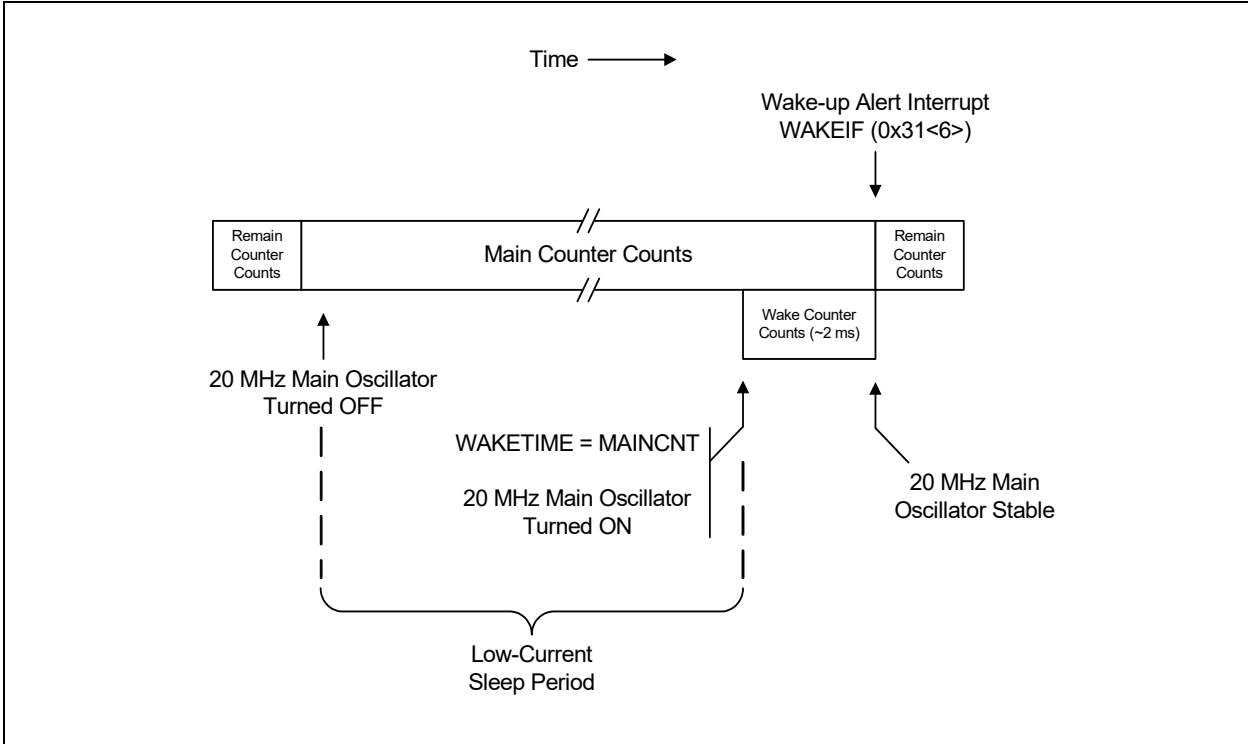 Time
Wake-up Alert Interrupt
WAKEIF (0x31<6>)
Remain
Counter
Counts
Main Counter Counts
Remain
Counter
Counts
Wake Counter
Counts (~2 ms)
20 MHz Main Oscillator
Turned OFF
WAKETIME = MAINCNT
20 MHz Main Oscillator
Turned ON
20 MHz Main
Oscillator Stable
Low-Current
Sleep Period